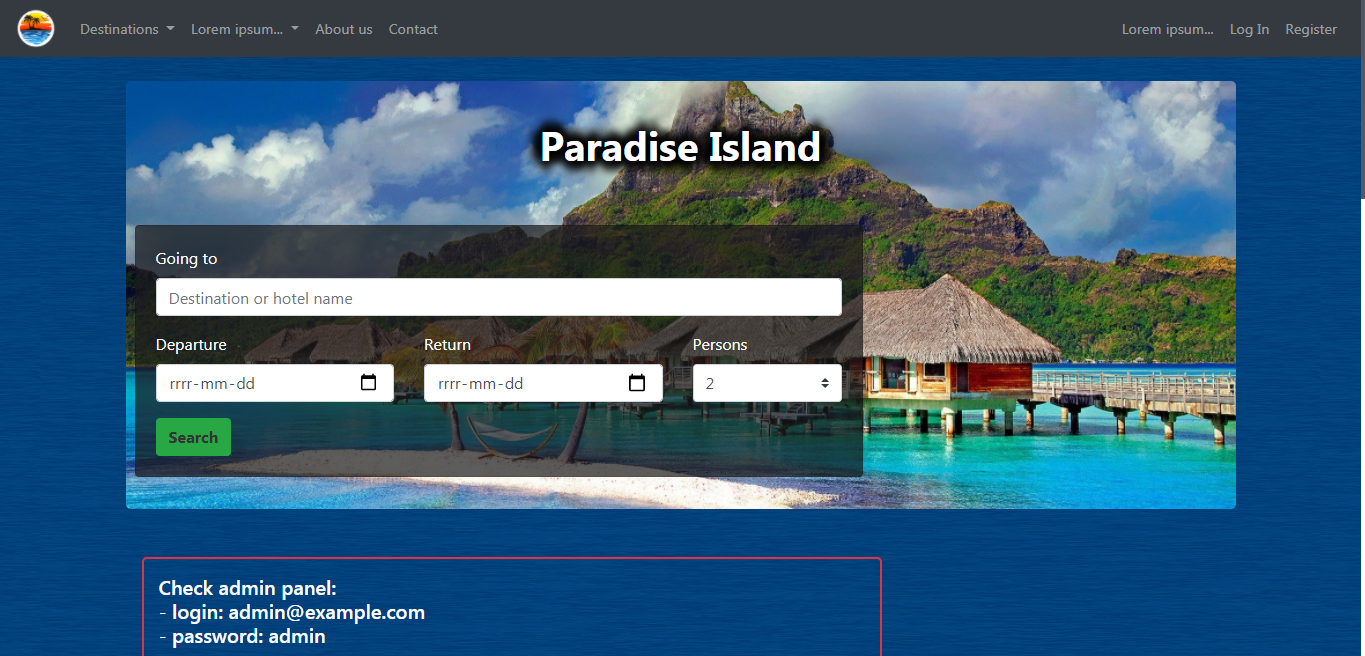 Destinations Lorem ipsum... About us Contact Lorem ipsum... Log In Register
Paradise Island
Going to
Destination or hotel name
Departure Return Persons
rrrr-mm-dd rrrr-mm-dd 2
Search
Check admin panel:
- login: admin@example.com
- password: admin